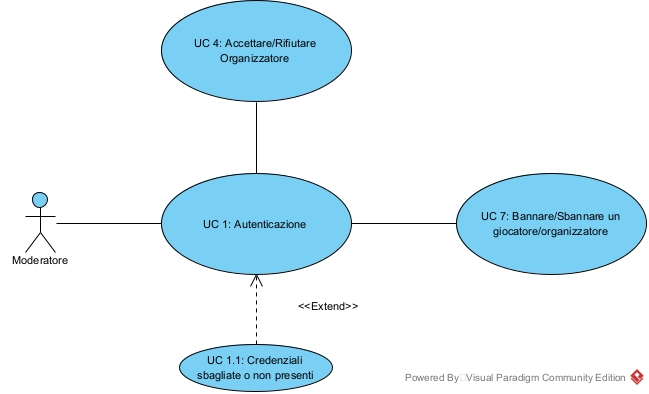 UC 4: Accettare/Rifiutare
Organizzatore
UC 1: Autenticazione
UC 7: Bannare/Sbannare un
giocatore/organizzatore
Moderatore
<<Extend>>
UC 1.1: Credenziali
sbagliate o non presenti
Powered By Visual Paradigm Community Edition